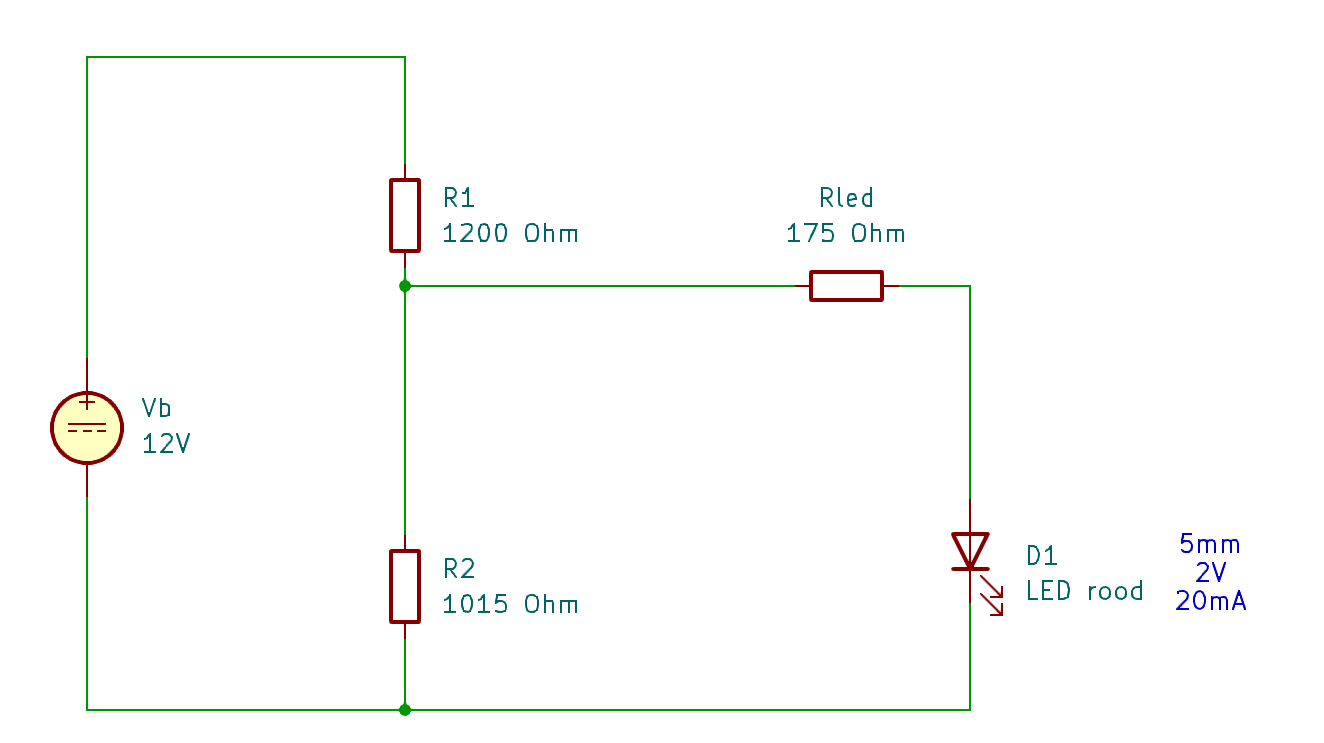 R1
1200 Ohm
Rled
175 Ohm
Vb
12V
R2
1015 Ohm
D1
LED rood
5mm
2V
20mA